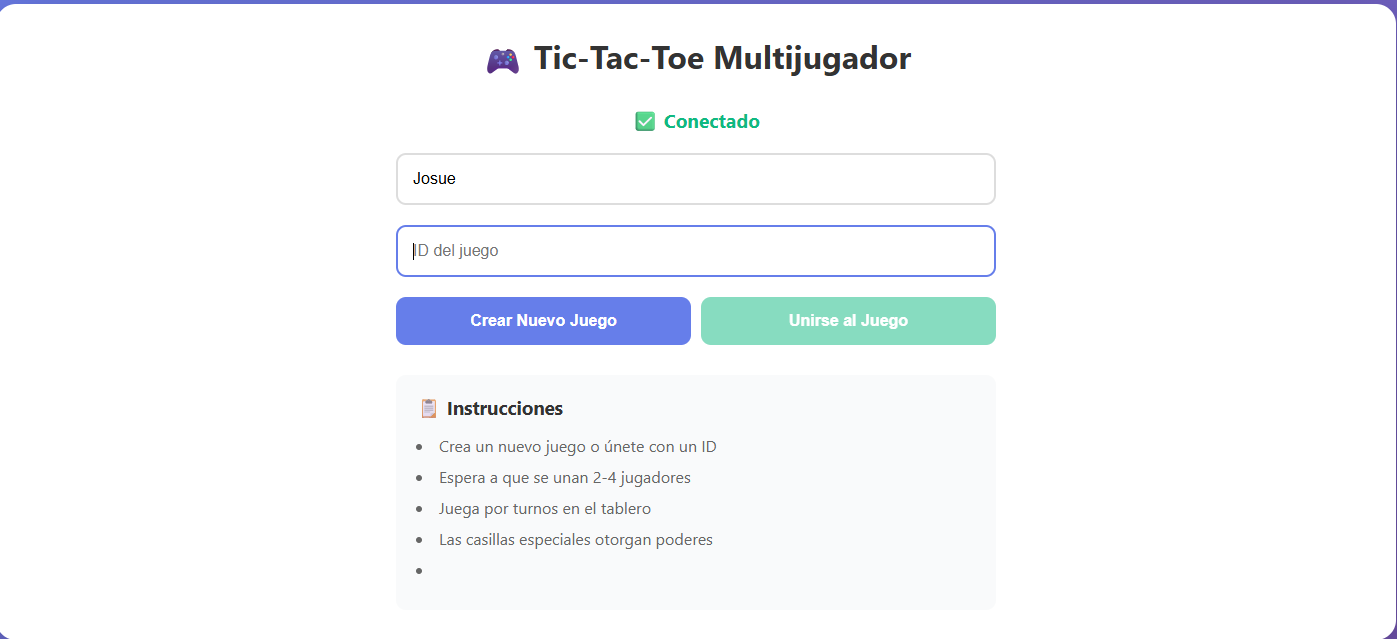 Tic-Tac-Toe Multijugador
Conectado
Josue
ID del juego
Crear Nuevo Juego
Unirse al Juego
Instrucciones
Crea un nuevo juego o únete con un ID
Espera a que se unan 2-4 jugadores
Juega por turnos en el tablero
Las casillas especiales otorgan poderes